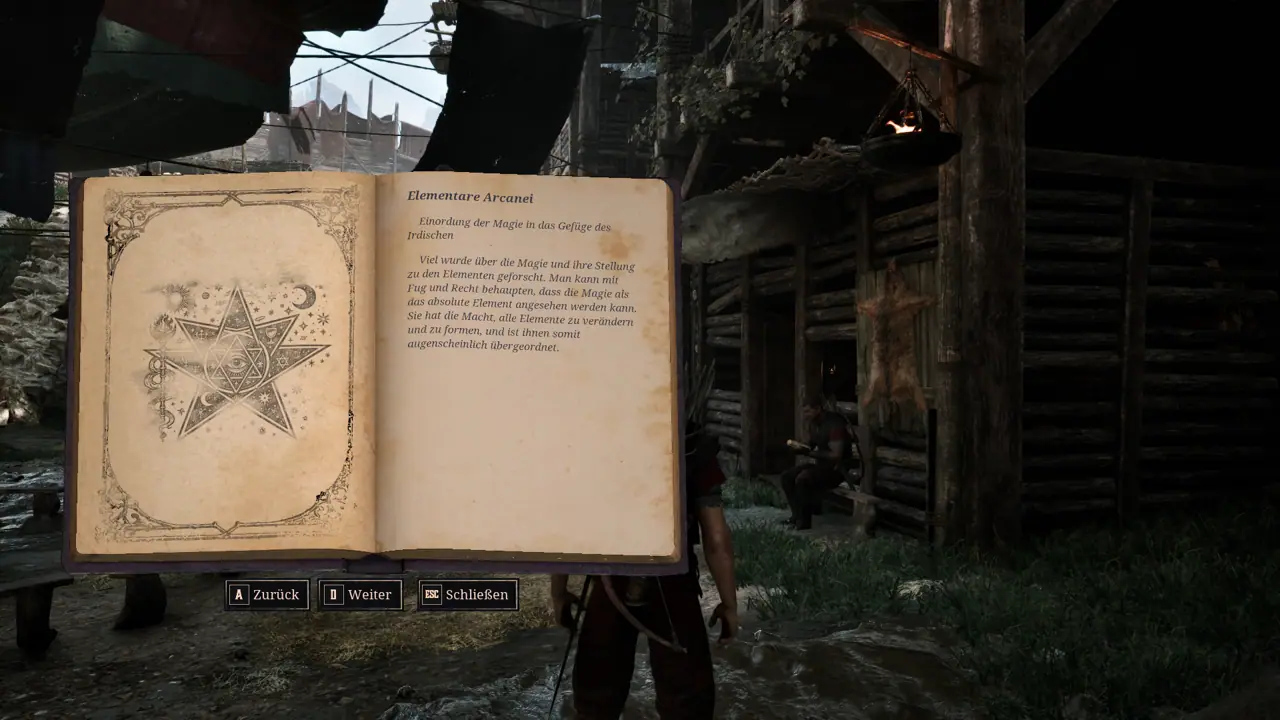 Elementare Arcanei
Einordung der Magie in das Gefüge des
Irdischen
Viel wurde über die Magie und ihre Stellung
zu den Elementen geforscht. Man kann mit
Fug und Recht behaupten, dass die Magie als
das absolute Element angesehen werden kann.
Sie hat die Macht, alle Elemente zu verändern
und zu formen, und ist ihnen somit
augenscheinlich übergeordnet.
A Zurück D Weiter ESC Schließen